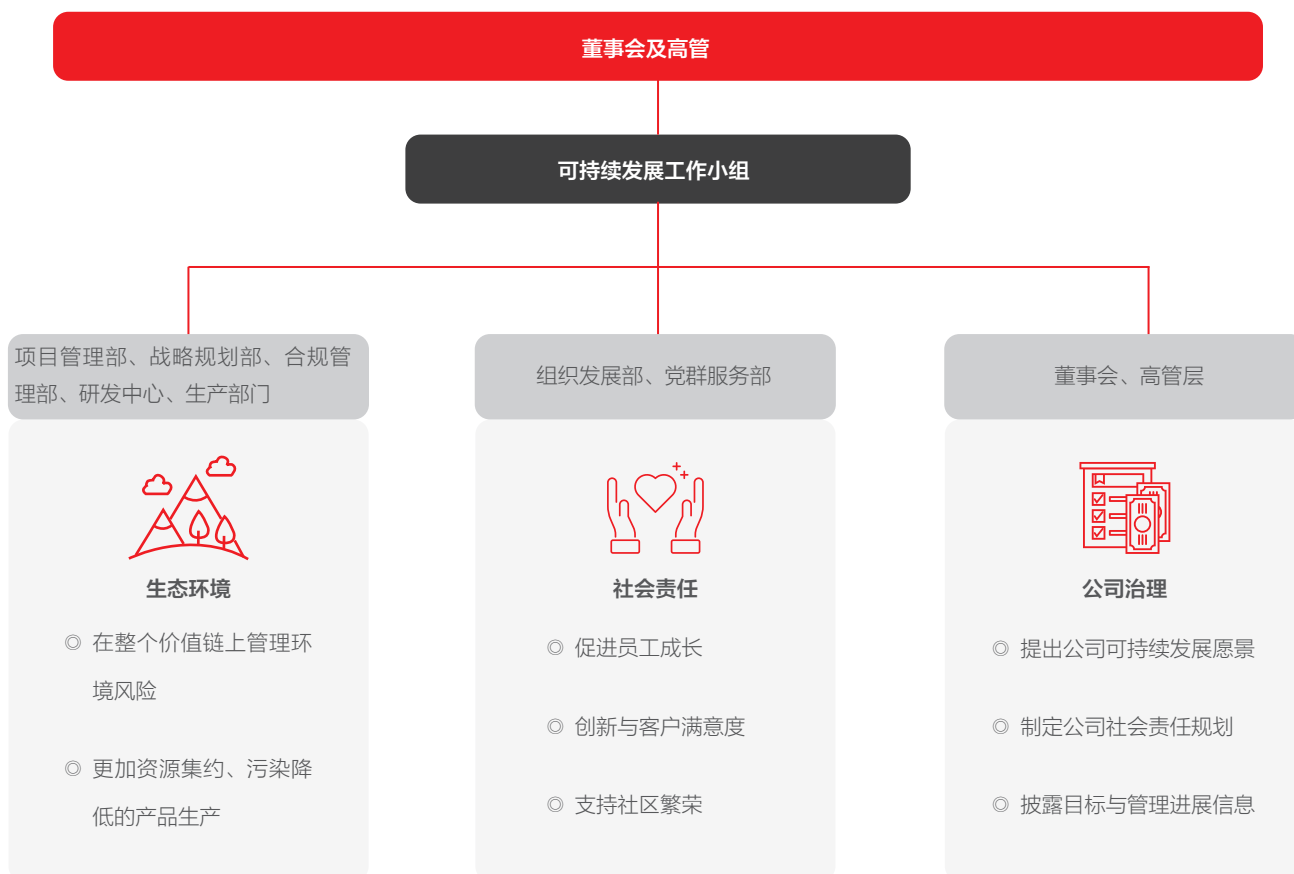 董事会及高管
可持续发展工作小组
项目管理部、战略规划部、合规管
理部、研发中心、生产部门
生态环境
◎ 在整个价值链上管理环
境风险
◎ 更加资源集约、污染降
低的产品生产
组织发展部、党群服务部
社会责任
◎ 促进员工成长
◎ 创新与客户满意度
◎ 支持社区繁荣
董事会、高管层
公司治理
◎ 提出公司可持续发展愿景
◎ 制定公司社会责任规划
◎ 披露目标与管理进展信息